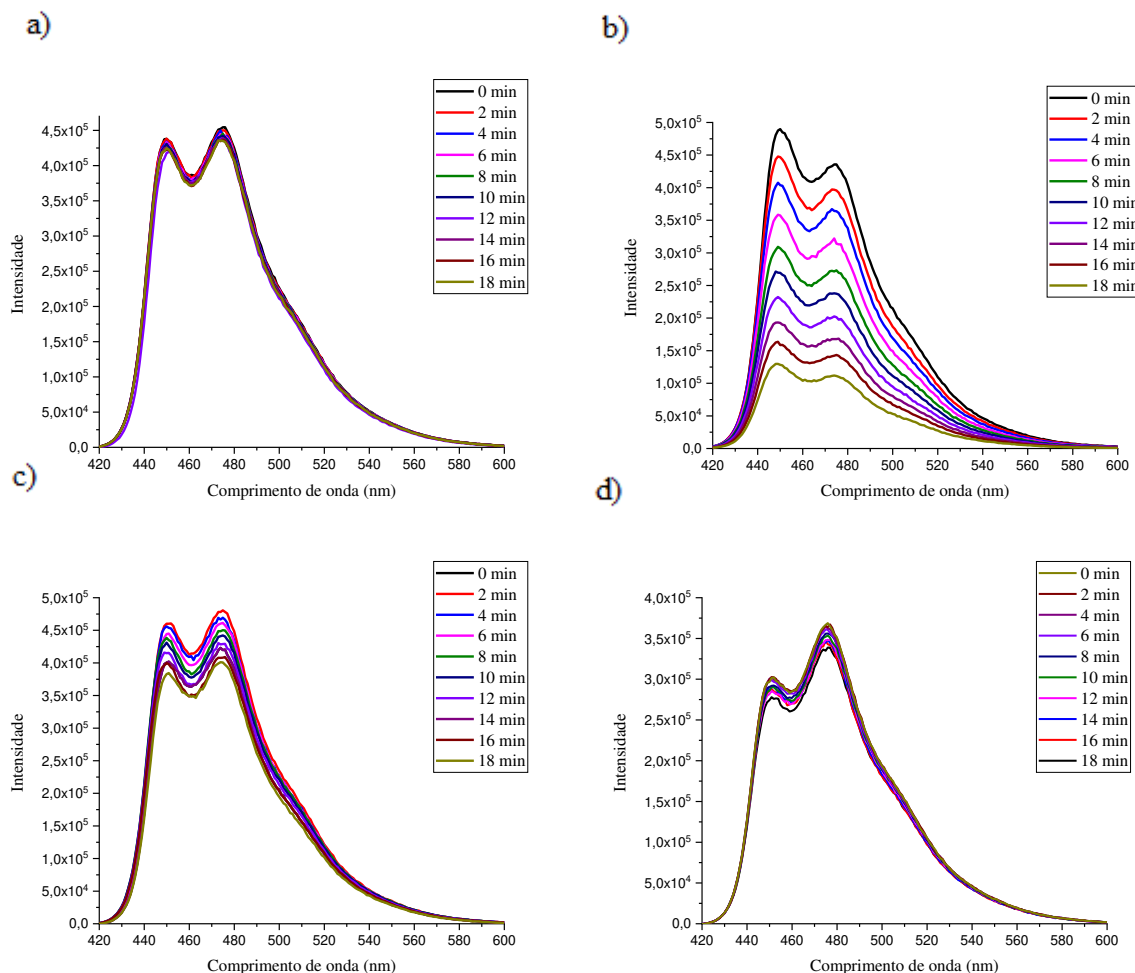 a)
0 min
2 min
4 min
6 min
8 min
10 min
12 min
14 min
16 min
18 min
4,5x10⁵
4,0x10⁵
3,5x10⁵
3,0x10⁵
2,5x10⁵
2,0x10⁵
1,5x10⁵
1,0x10⁵
5,0x10⁴
0,0
Intensidade
420 440 460 480 500 520 540 560 580 600
Comprimento de onda (nm)
b)
0 min
2 min
4 min
6 min
8 min
10 min
12 min
14 min
16 min
18 min
5,0x10⁵
4,5x10⁵
4,0x10⁵
3,5x10⁵
3,0x10⁵
2,5x10⁵
2,0x10⁵
1,5x10⁵
1,0x10⁵
5,0x10⁴
0,0
Intensidade
420 440 460 480 500 520 540 560 580 600
Comprimento de onda (nm)
c)
0 min
2 min
4 min
6 min
8 min
10 min
12 min
14 min
16 min
18 min
5,0x10⁵
4,5x10⁵
4,0x10⁵
3,5x10⁵
3,0x10⁵
2,5x10⁵
2,0x10⁵
1,5x10⁵
1,0x10⁵
5,0x10⁴
0,0
Intensidade
420 440 460 480 500 520 540 560 580 600
Comprimento de onda (nm)
d)
0 min
2 min
4 min
6 min
8 min
10 min
12 min
14 min
16 min
18 min
4,0x10⁵
3,5x10⁵
3,0x10⁵
2,5x10⁵
2,0x10⁵
1,5x10⁵
1,0x10⁵
5,0x10⁴
0,0
Intensidade
420 440 460 480 500 520 540 560 580 600
Comprimento de onda (nm)